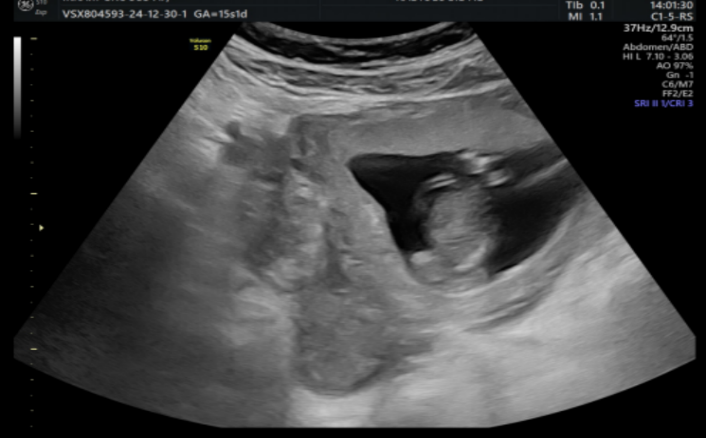 VSX804593-24-12-30-1 GA=15s1d
TIb 0.1
MI 1.1
14:01:30
C1-5-RS
37Hz/12.9cm
64°/1.5
Abdomen/ABD
HI L 7.10 - 3.06
AO 97%
Gn -1
C6/M7
FF2/E2
SRI II 1/CRI 3
Voluson
S10